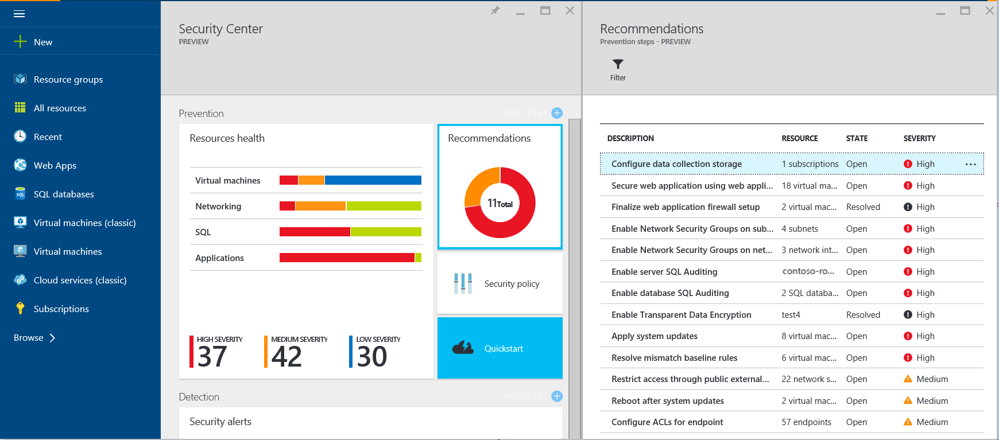 New
Resource groups
All resources
Recent
Web Apps
SQL databases
Virtual machines (classic)
Virtual machines
Cloud services (classic)
Subscriptions
Browse
Security Center
PREVIEW
Prevention
ADD TILES
Resources health
Virtual machines
Networking
SQL
Applications
HIGH SEVERITY
37
MEDIUM SEVERITY
42
LOW SEVERITY
30
Recommendations
11 Total
Security policy
Quickstart
Detection
ADD TILES
Security alerts
Recommendations
Prevention steps - PREVIEW
Filter
DESCRIPTION RESOURCE STATE SEVERITY
Configure data collection storage 1 subscriptions Open High ...
Secure web application using web appli... 18 virtual ma... Open High
Finalize web application firewall setup 2 virtual mac... Resolved High
Enable Network Security Groups on sub... 4 subnets Open High
Enable Network Security Groups on net... 3 network int... Open High
Enable server SQL Auditing contoso-ro... Open High
Enable database SQL Auditing 2 SQL databa... Open High
Enable Transparent Data Encryption test4 Resolved High
Apply system updates 8 virtual mac... Open High
Resolve mismatch baseline rules 6 virtual mac... Open High
Restrict access through public external... 22 network s... Open Medium
Reboot after system updates 2 virtual mac... Open Medium
Configure ACLs for endpoint 57 endpoints Open Medium